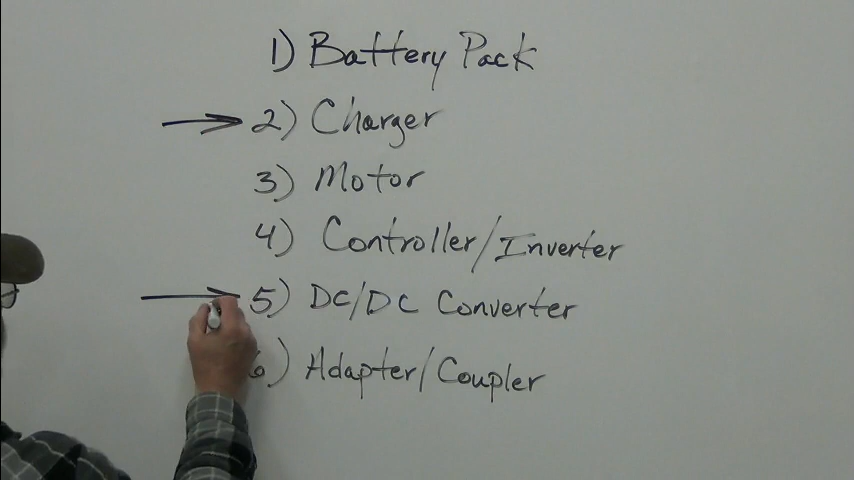 1) Battery Pack
2) Charger
3) Motor
4) Controller/Inverter
5) DC/DC Converter
6) Adapter/Coupler